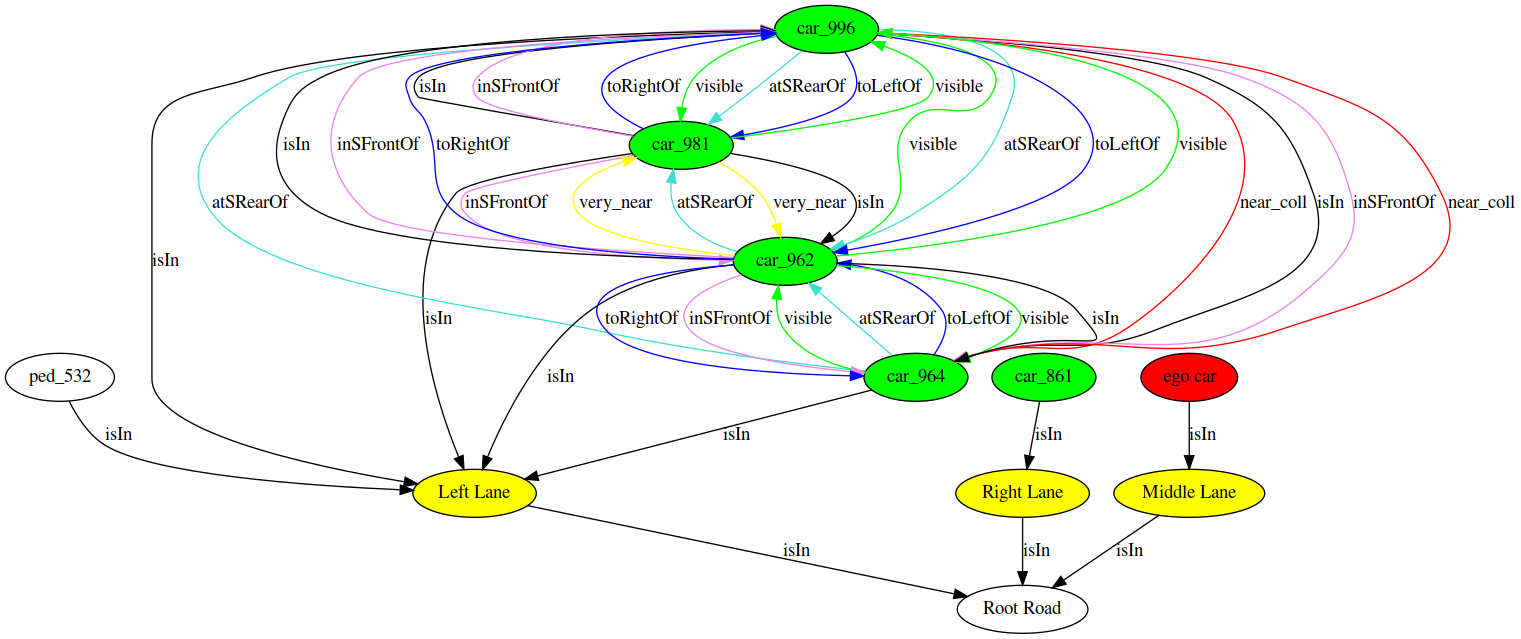 car_996
isIn inSFrontOf toRightOf visible atSRearOf toLeftOf visible
isIn inSFrontOf toRightOf car_981 visible atSRearOf toLeftOf visible
atSRearOf inSFrontOf very_near atSRearOf very_near isIn near_coll isIn inSFrontOf near_coll
isIn car_962
isIn toRightOf inSFrontOf visible atSRearOf toLeftOf visible isIn
ped_532 isIn car_964 car_861 ego car
isIn isIn isIn isIn
Left Lane Right Lane Middle Lane
isIn isIn isIn
Root Road